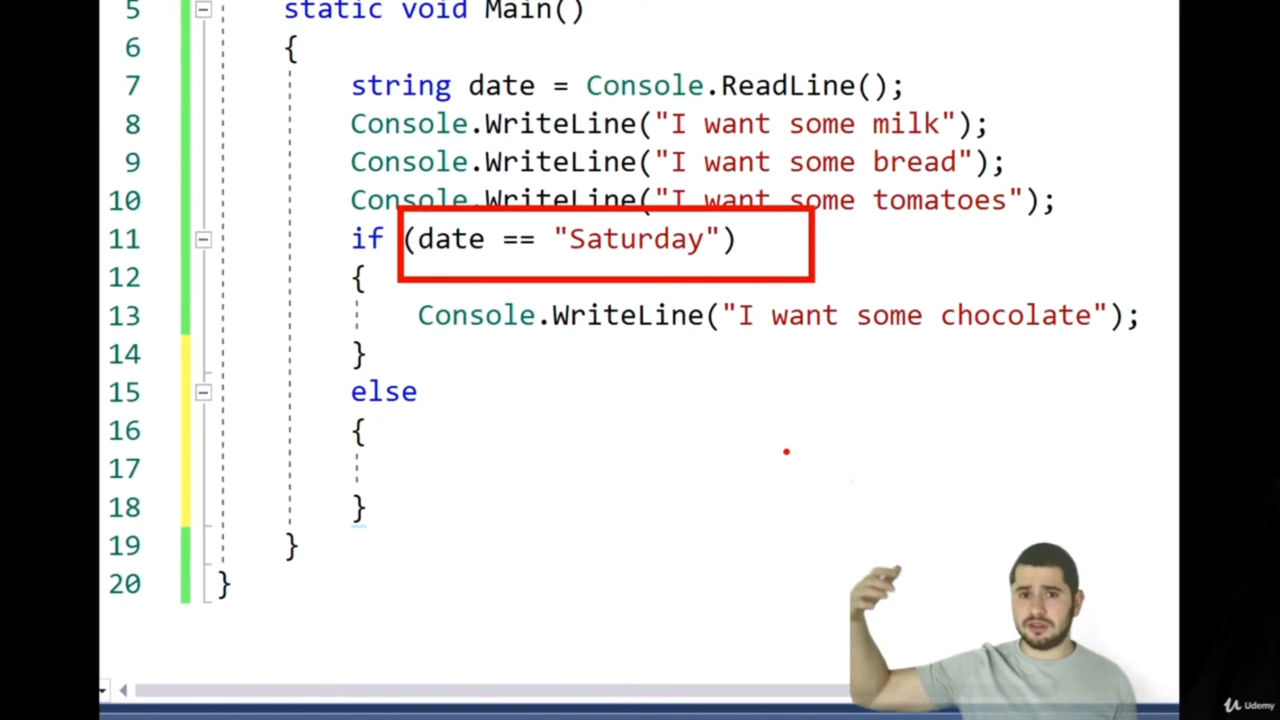 5 static void Main()
6 {
7 string date = Console.ReadLine();
8 Console.WriteLine("I want some milk");
9 Console.WriteLine("I want some bread");
10 Console.WriteLine("I want some tomatoes");
11 if (date == "Saturday")
12 {
13 Console.WriteLine("I want some chocolate");
14 }
15 else
16 {
17
18 }
19 }
20 }
Udemy